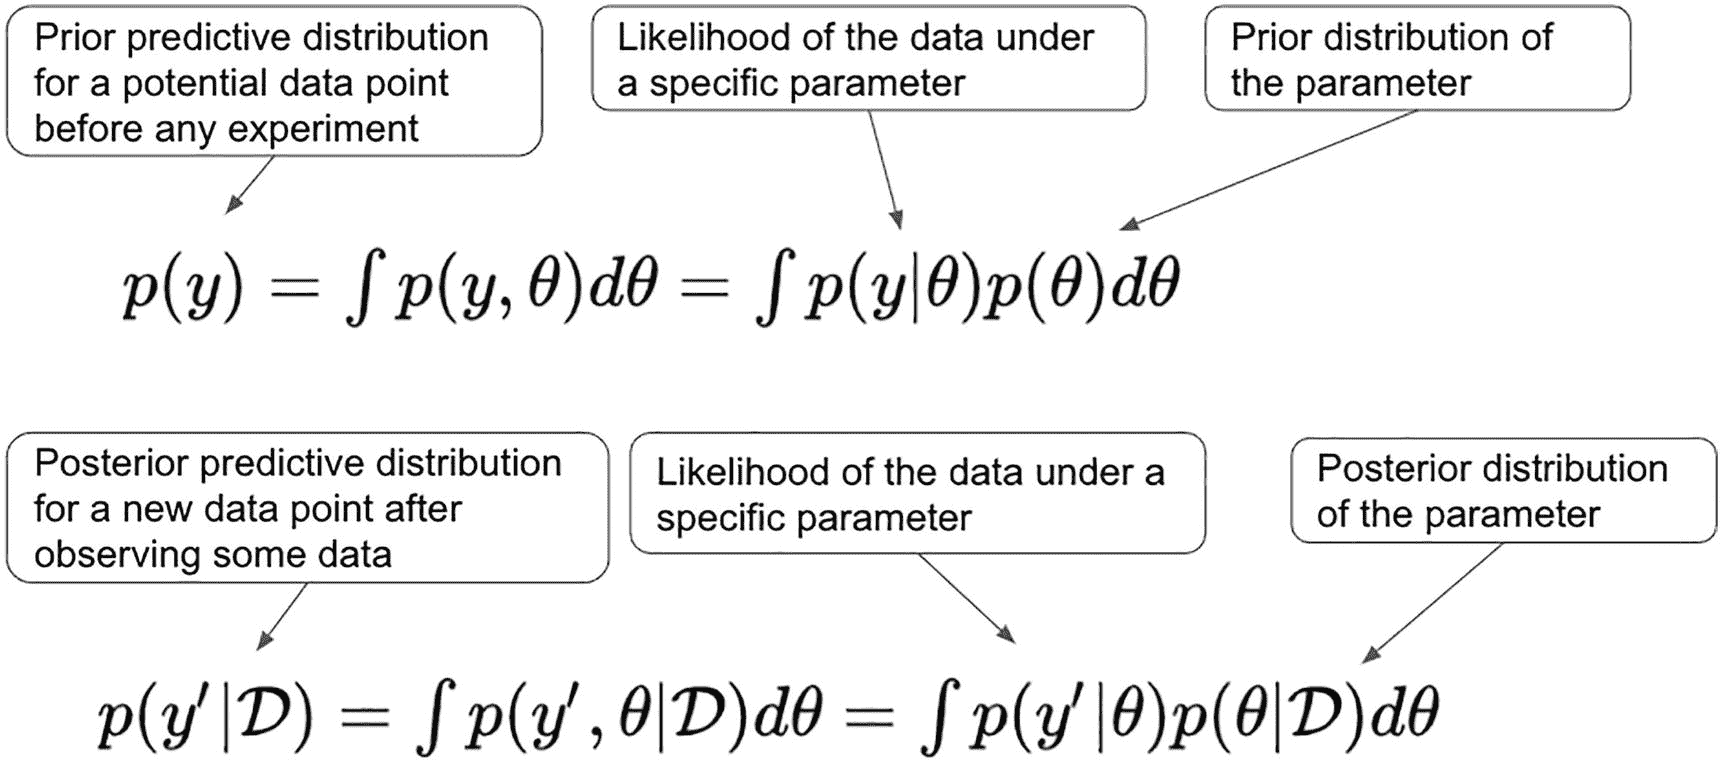 Prior predictive distribution
for a potential data point
before any experiment
Likelihood of the data under
a specific parameter
Prior distribution of
the parameter
p(y) = ∫ p(y, θ)dθ = ∫ p(y|θ)p(θ)dθ
Posterior predictive distribution
for a new data point after
observing some data
Likelihood of the data under a
specific parameter
Posterior distribution
of the parameter
p(y′|𝒟) = ∫ p(y′, θ|𝒟)dθ = ∫ p(y′|θ)p(θ|𝒟)dθ